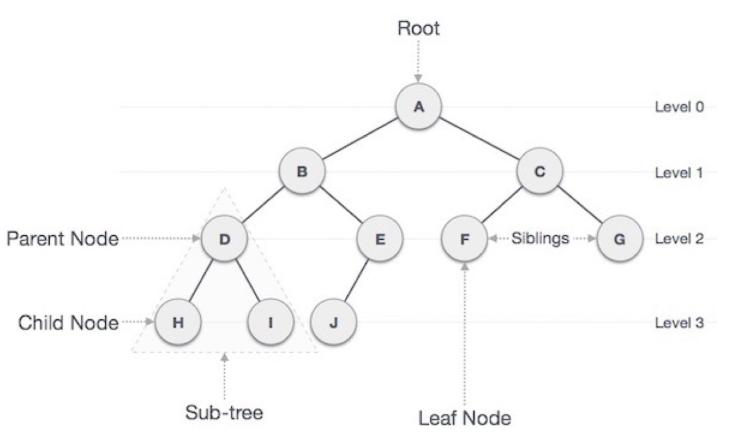 Root
A
Level 0
B
C
Level 1
Parent Node
D
E
F
Siblings
G
Level 2
Child Node
H
I
J
Level 3
Sub-tree
Leaf Node